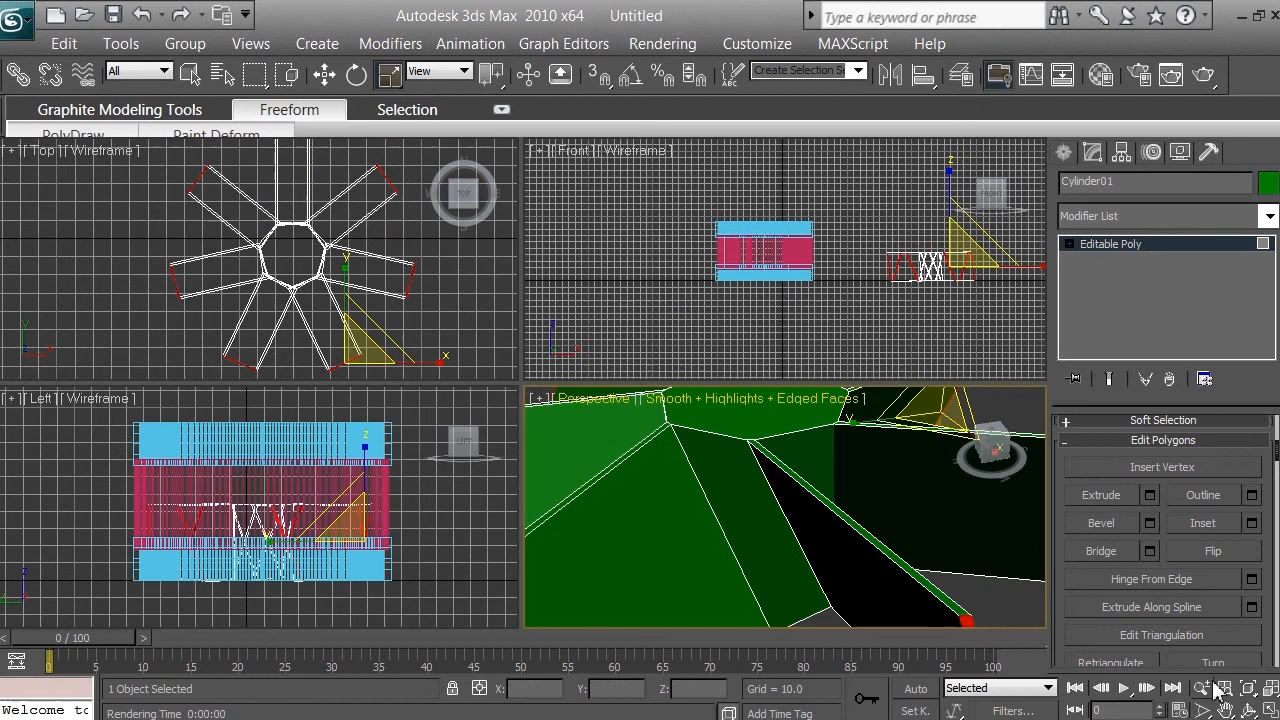 Autodesk 3ds Max 2010 x64 Untitled
Type a keyword or phrase
Edit Tools Group Views Create Modifiers Animation Graph Editors Rendering Customize MAXScript Help
All View Create Selection Se
Graphite Modeling Tools Freeform Selection
PolyDraw Paint Deform
[ + ] [ Top ] [ Wireframe ]
TOP
[ + ] [ Front ] [ Wireframe ]
FRONT
Cylinder01
Modifier List
Editable Poly
[ + ] [ Left ] [ Wireframe ]
LEFT
[ + ] [ Perspective ] [ Smooth + Highlights + Edged Faces ]
+ Soft Selection
- Edit Polygons
Insert Vertex
Extrude Outline
Bevel Inset
Bridge Flip
Hinge From Edge
Extrude Along Spline
Edit Triangulation
Retriangulate Turn
< 0 / 100 >
0 5 10 15 20 25 30 35 40 45 50 55 60 65 70 75 80 85 90 95 100
1 Object Selected X: Y: Z: Grid = 10.0 Auto Selected
Welcome to Rendering Time 0:00:00 Add Time Tag Set K. Filters... 0